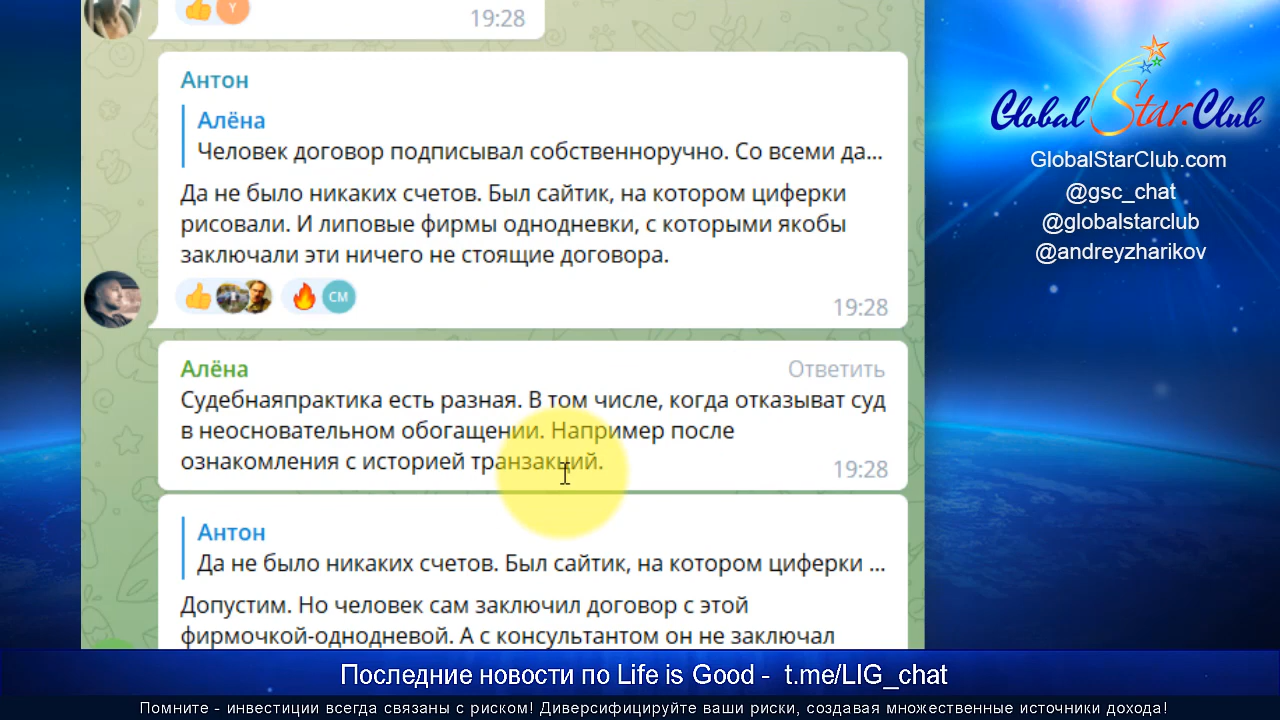 Y
19:28
Антон
Алёна
Человек договор подписывал собственноручно. Со всеми да...
Да не было никаких счетов. Был сайтик, на котором циферки
рисовали. И липовые фирмы однодневки, с которыми якобы
заключали эти ничего не стоящие договора.
СМ
19:28
Алёна
Ответить
Судебнаяпрактика есть разная. В том числе, когда отказыват суд
в неосновательном обогащении. Например после
ознакомления с историей транзакций.
19:28
Антон
Да не было никаких счетов. Был сайтик, на котором циферки ...
Допустим. Но человек сам заключил договор с этой
фирмочкой-однодневой. А с консультантом он не заключал
Global Star.Club
GlobalStarClub.com
@gsc_chat
@globalstarclub
@andreyzharikov
Последние новости по Life is Good - t.me/LIG_chat
Помните - инвестиции всегда связаны с риском! Диверсифицируйте ваши риски, создавая множественные источники дохода!